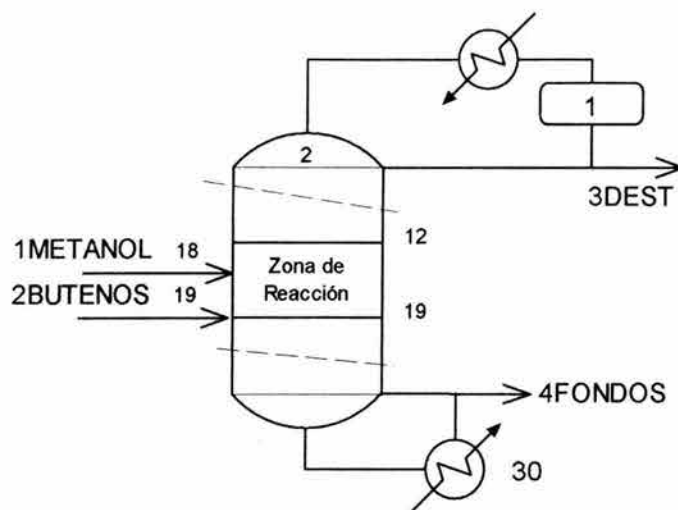 1
2
3DEST
12
1METANOL 18
Zona de
Reacción
2BUTENOS 19
19
4FONDOS
30